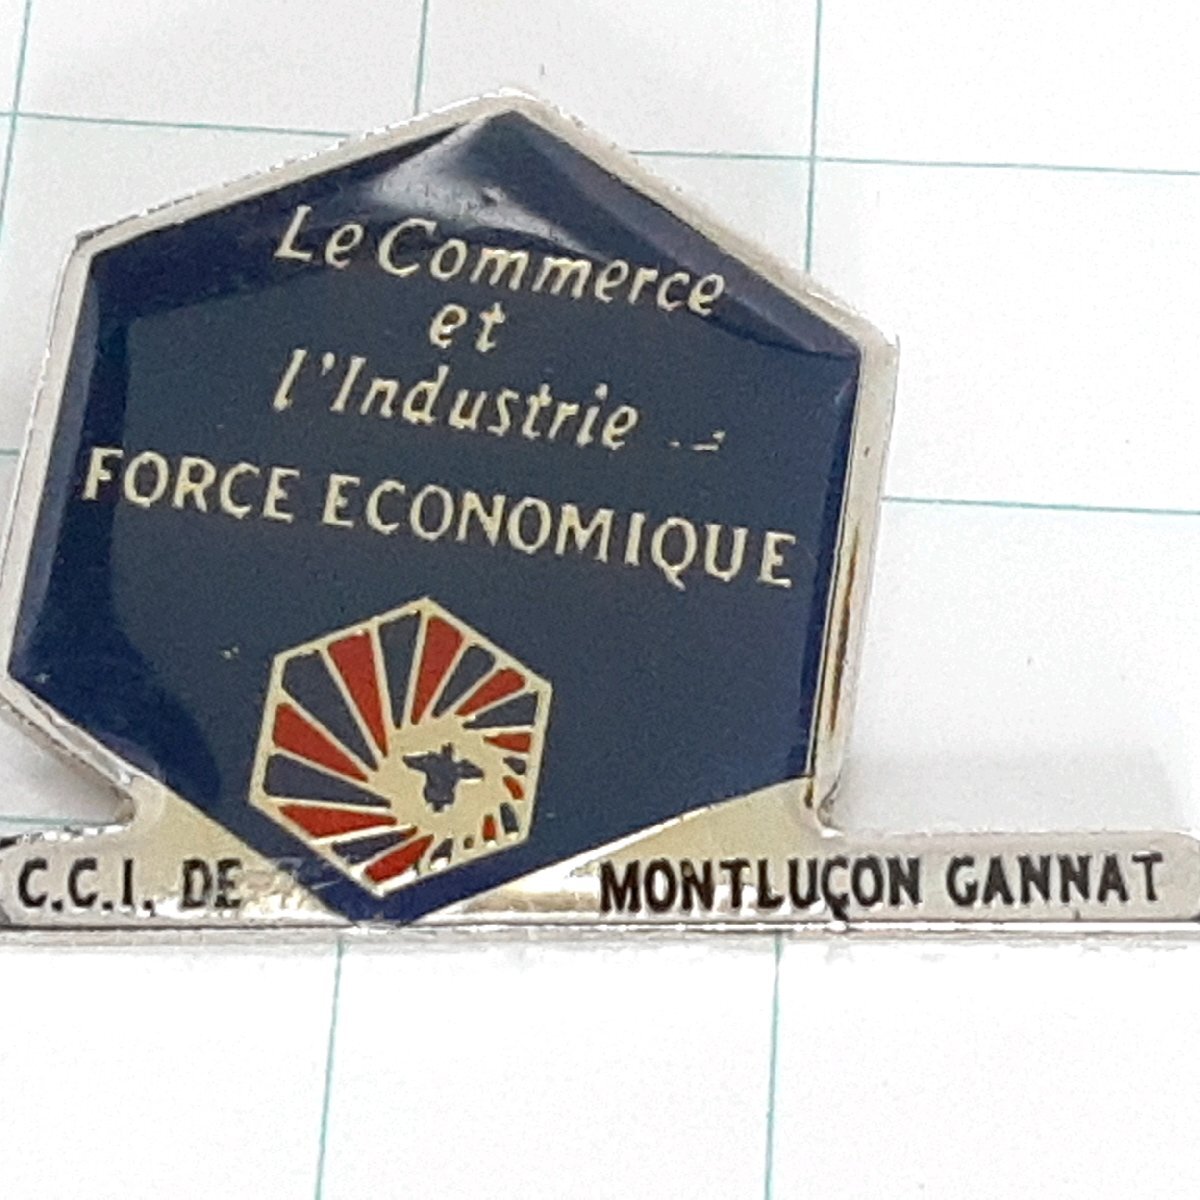 Le Commerce
et
l'Industrie
FORCE ECONOMIQUE
C.C.I. DE MONTLUÇON GANNAT